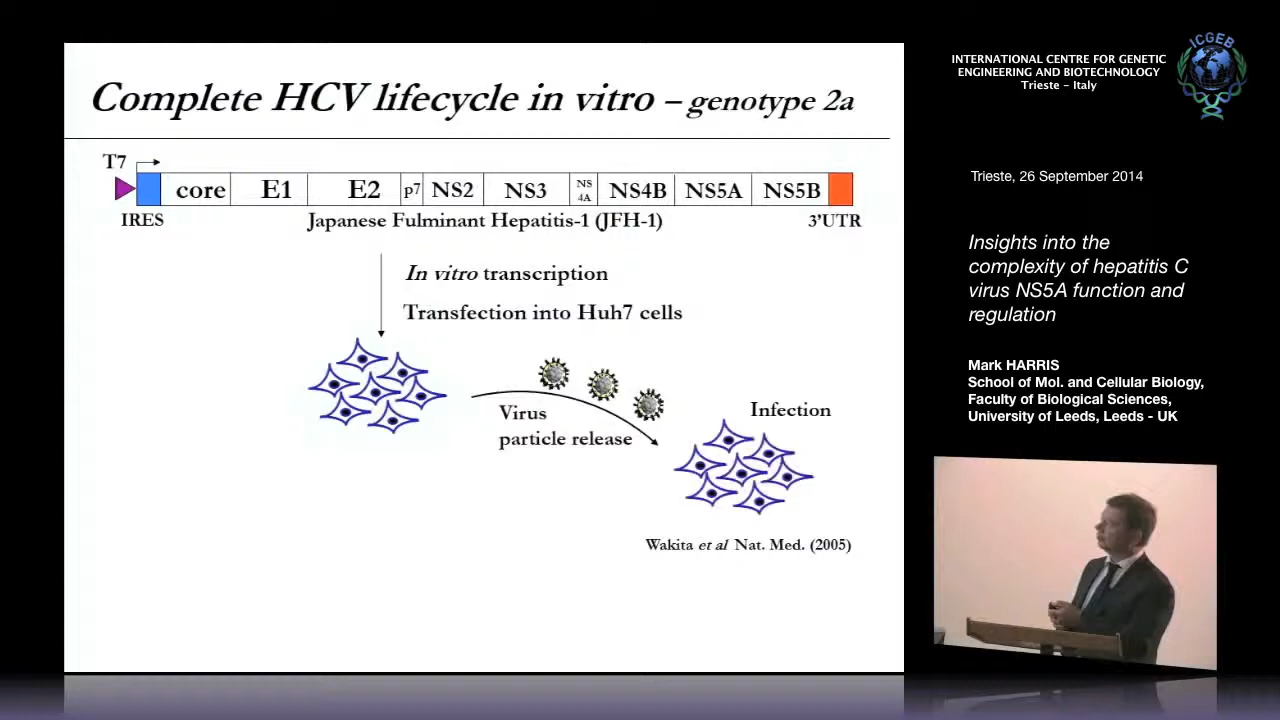 Complete HCV lifecycle in vitro – genotype 2a
T7
core E1 E2 p7 NS2 NS3 NS 4A NS4B NS5A NS5B
IRES
Japanese Fulminant Hepatitis-1 (JFH-1)
3’UTR
In vitro transcription
Transfection into Huh7 cells
Virus
particle release
Infection
Wakita et al Nat. Med. (2005)
INTERNATIONAL CENTRE FOR GENETIC
ENGINEERING AND BIOTECHNOLOGY
Trieste – Italy
ICGEB
Trieste, 26 September 2014
Insights into the
complexity of hepatitis C
virus NS5A function and
regulation
Mark HARRIS
School of Mol. and Cellular Biology,
Faculty of Biological Sciences,
University of Leeds, Leeds - UK